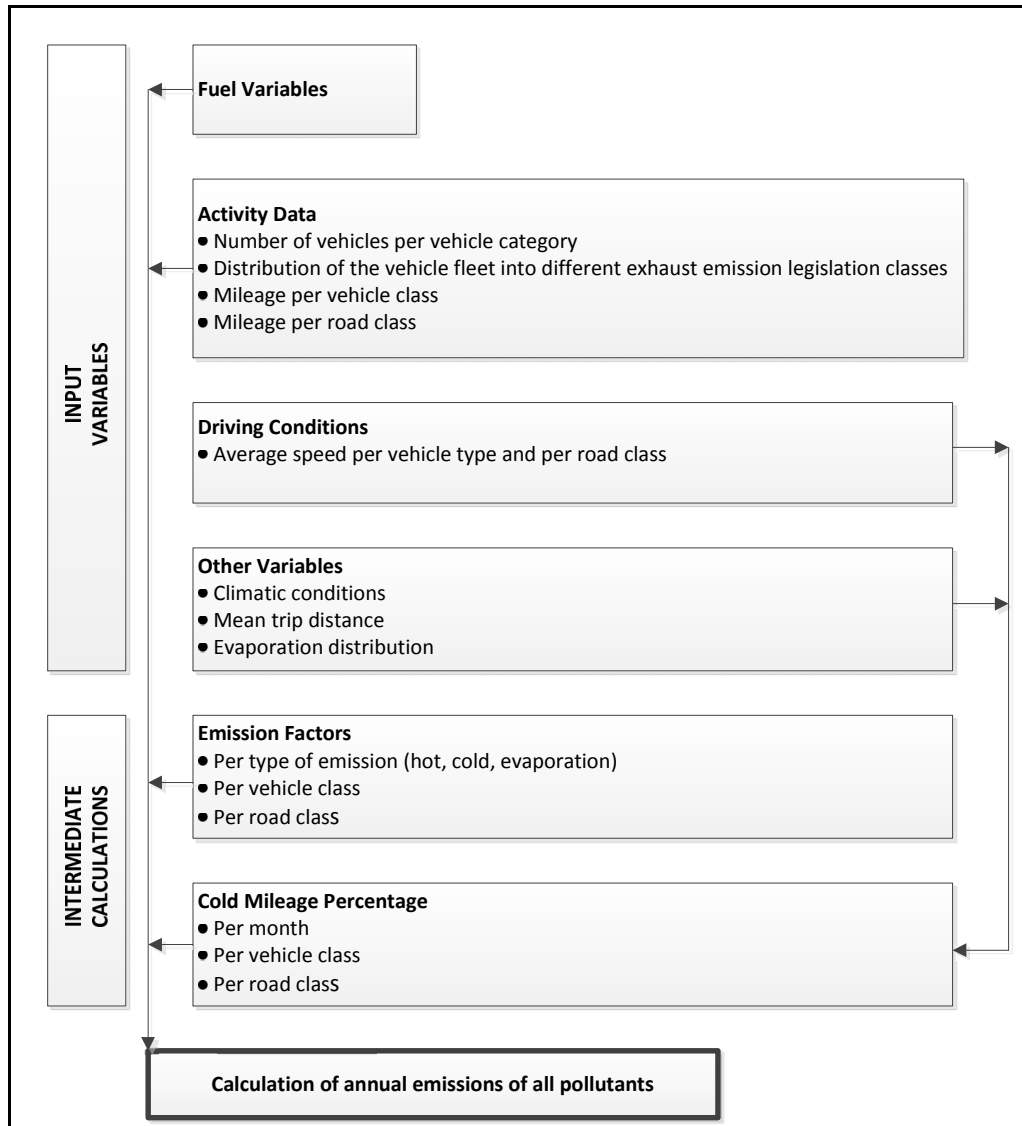 INPUT
VARIABLES
Fuel Variables
Activity Data
● Number of vehicles per vehicle category
● Distribution of the vehicle fleet into different exhaust emission legislation classes
● Mileage per vehicle class
● Mileage per road class
Driving Conditions
● Average speed per vehicle type and per road class
Other Variables
● Climatic conditions
● Mean trip distance
● Evaporation distribution
INTERMEDIATE
CALCULATIONS
Emission Factors
● Per type of emission (hot, cold, evaporation)
● Per vehicle class
● Per road class
Cold Mileage Percentage
● Per month
● Per vehicle class
● Per road class
Calculation of annual emissions of all pollutants